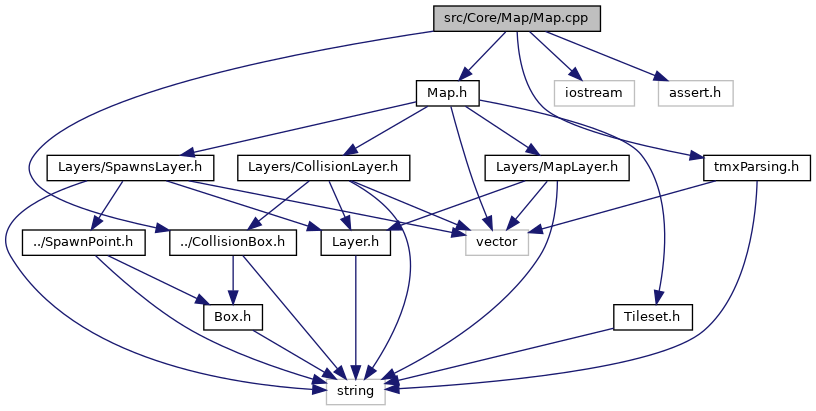 src/Core/Map/Map.cpp
Map.h
iostream
assert.h
Layers/SpawnsLayer.h
Layers/CollisionLayer.h
Layers/MapLayer.h
tmxParsing.h
../SpawnPoint.h
../CollisionBox.h
Layer.h
vector
Box.h
Tileset.h
string